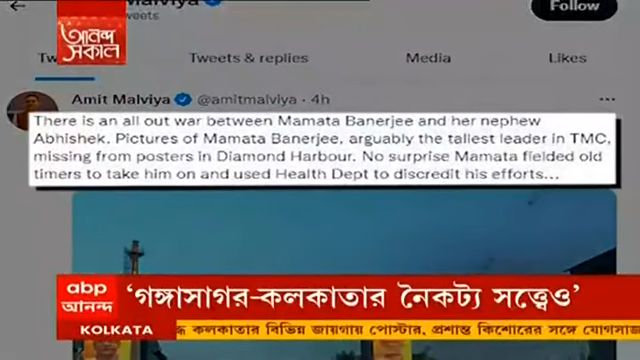 Amit Malviya
Follow
Tweets
আনন্দ
সকাল
Tweets & replies
Media
Likes
Amit Malviya @amitmalviya · 4h
There is an all out war between Mamata Banerjee and her nephew
Abhishek. Pictures of Mamata Banerjee, arguably the tallest leader in TMC,
missing from posters in Diamond Harbour. No surprise Mamata fielded old
timers to take him on and used Health Dept to discredit his efforts...
abp
আনন্দ
'গঙ্গাসাগর-কলকাতার নৈকট্য সত্ত্বেও'
KOLKATA
কলকাতার বিভিন্ন জায়গায় পোস্টার, প্রশান্ত কিশোরের সঙ্গে